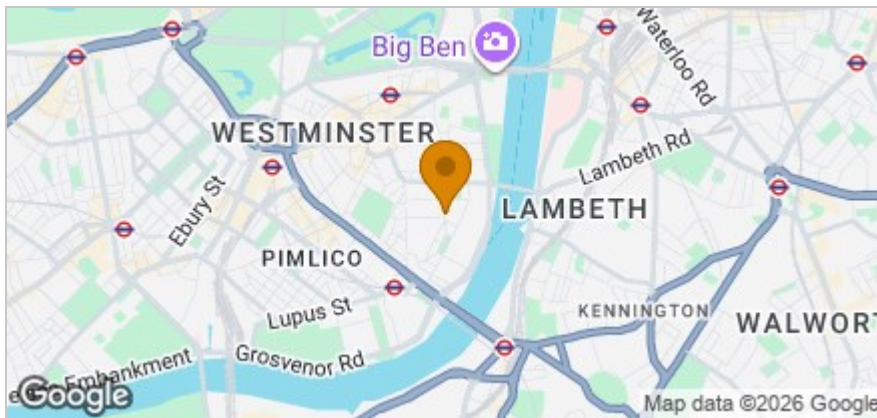 Big Ben
Waterloo Rd
WESTMINSTER
Lambeth Rd
Ebury St
LAMBETH
PIMLICO
Lupus St
KENNINGTON
WALWORT
Grosvenor Rd
Embankment
Google
Map data ©2026 Google